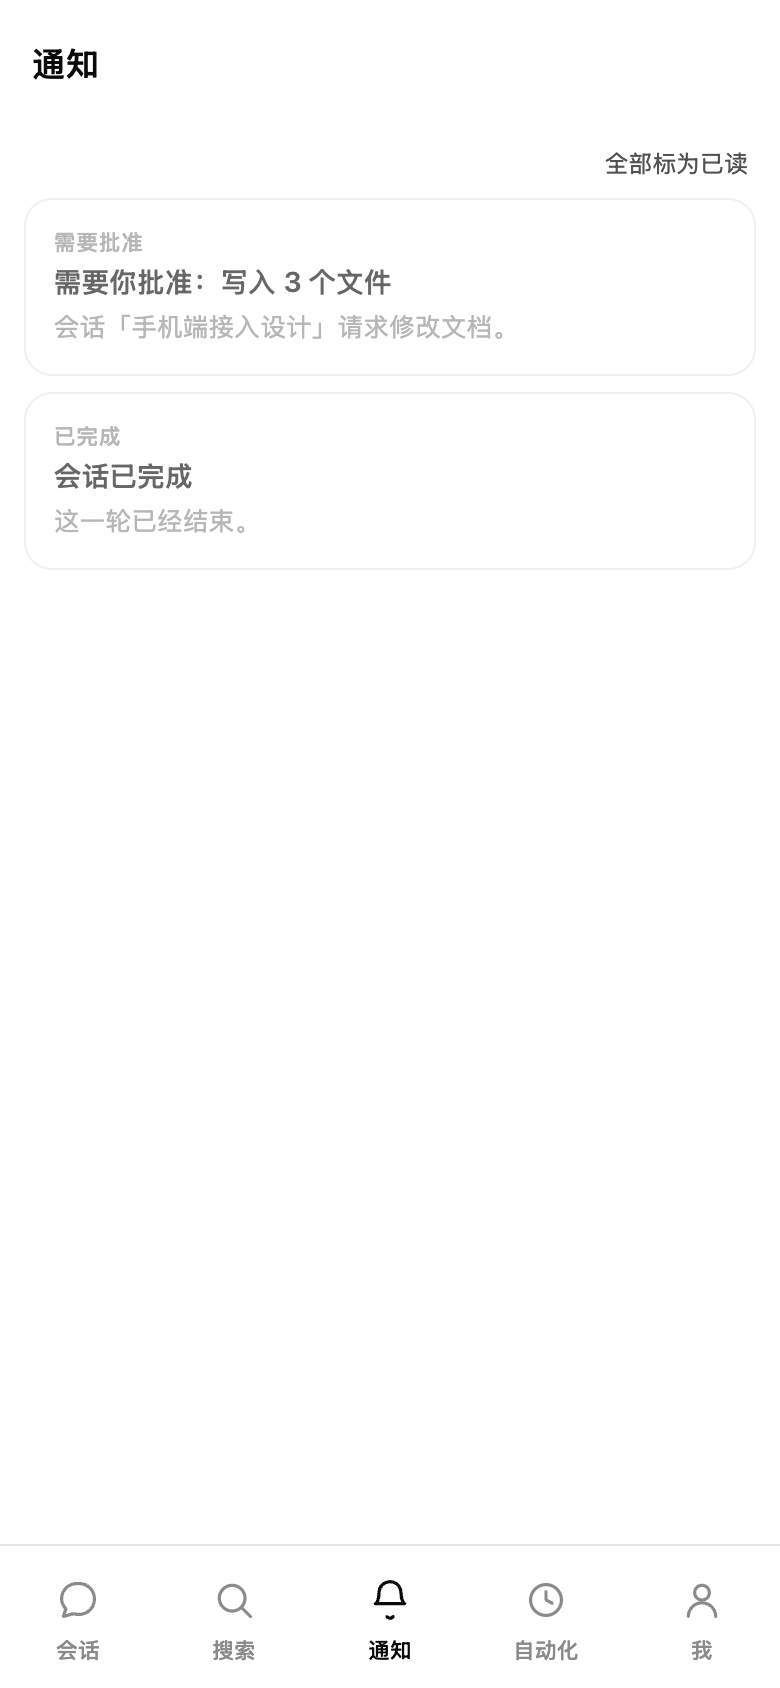 通知
全部标为已读
需要批准
需要你批准：写入 3 个文件
会话「手机端接入设计」请求修改文档。
已完成
会话已完成
这一轮已经结束。
会话
搜索
通知
自动化
我